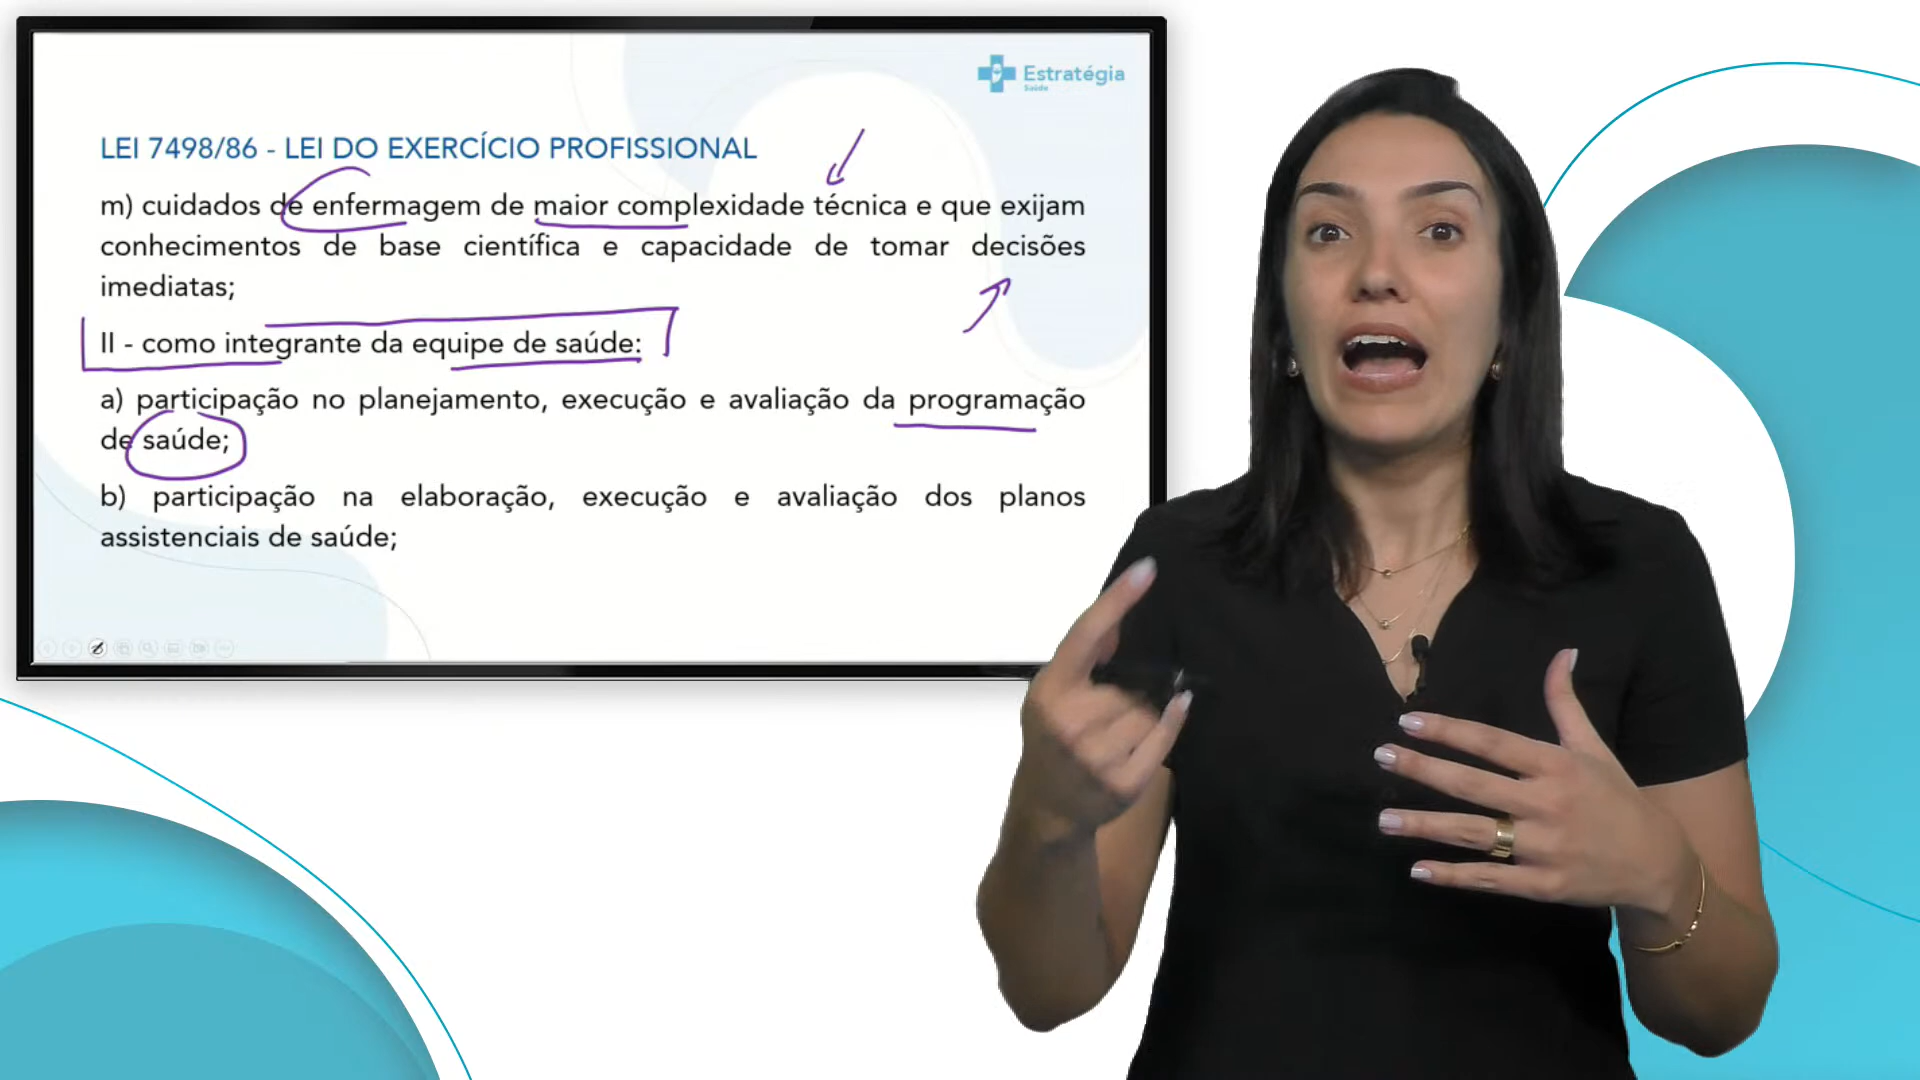 Estratégia
Saúde
LEI 7498/86 - LEI DO EXERCÍCIO PROFISSIONAL
m) cuidados de enfermagem de maior complexidade técnica e que exijam
conhecimentos de base científica e capacidade de tomar decisões
imediatas;
II - como integrante da equipe de saúde:
a) participação no planejamento, execução e avaliação da programação
de saúde;
b) participação na elaboração, execução e avaliação dos planos
assistenciais de saúde;